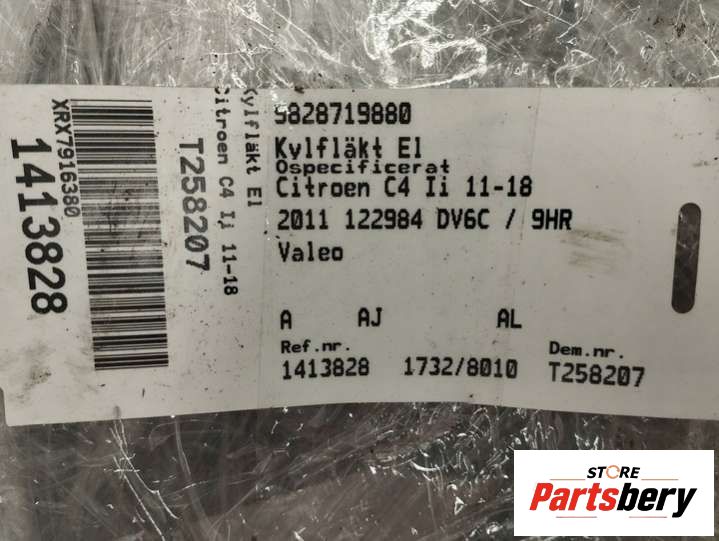 XRX7916380
1413828
Kylfläkt El
Citroen C4 Ii 11-18
T258207
9828719880
Kylfläkt El
Ospecificerat
Citroen C4 Ii 11-18
2011 122984 DV6C / 9HR
Valeo
A AJ AL
Ref.nr. Dem.nr.
1413828 1732/8010 T258207
STORE
Partsbery